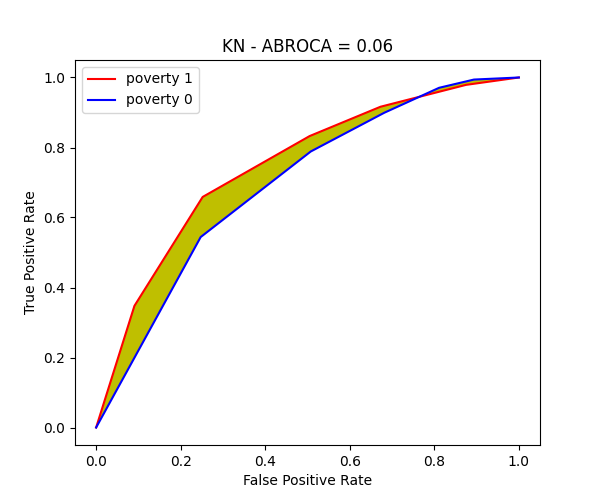 KN - ABROCA = 0.06
poverty 1
poverty 0
True Positive Rate
1.0
0.8
0.6
0.4
0.2
0.0
0.0 0.2 0.4 0.6 0.8 1.0
False Positive Rate